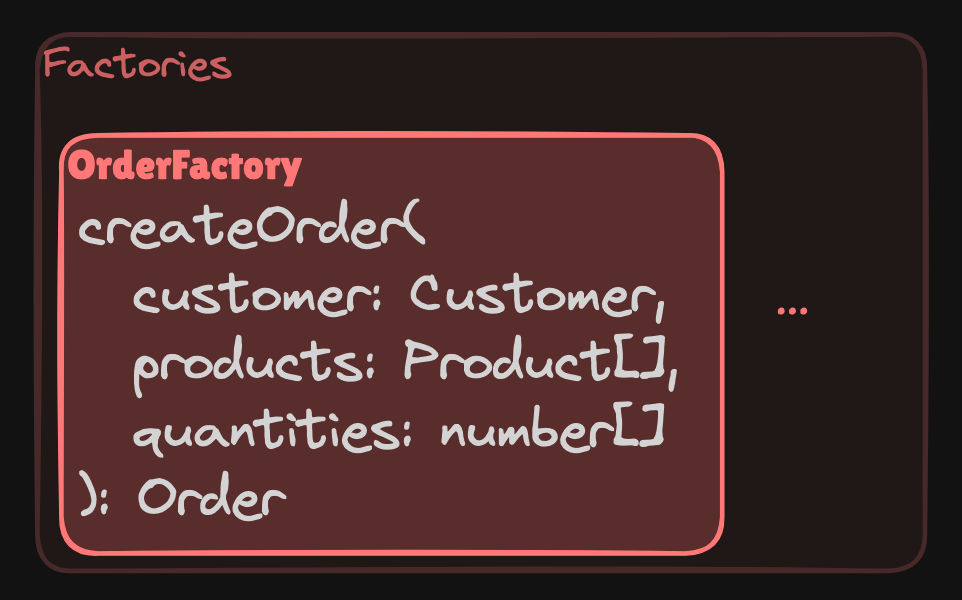 Factories
OrderFactory
createOrder(
customer: Customer,
products: Product[],
quantities: number[]
): Order
...